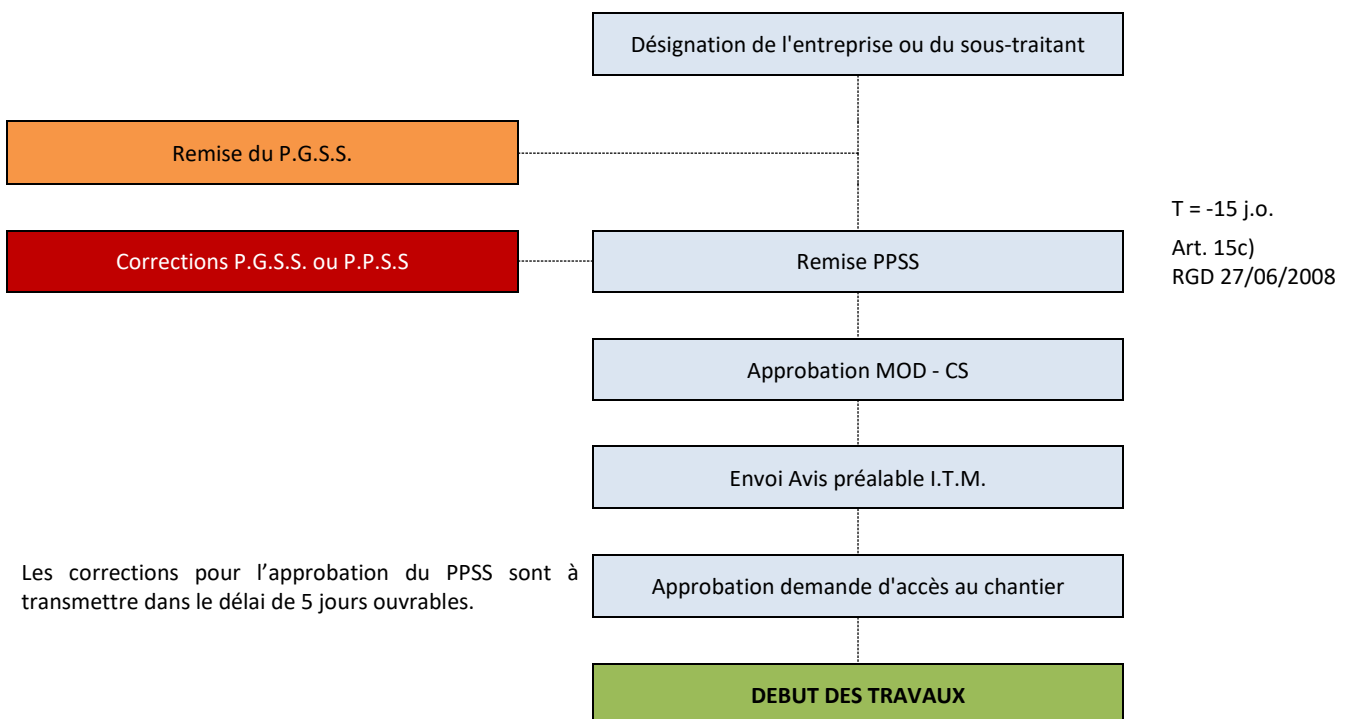 Désignation de l'entreprise ou du sous-traitant
Remise du P.G.S.S.
T = -15 j.o.
Corrections P.G.S.S. ou P.P.S.S
Remise PPSS
Art. 15c)
RGD 27/06/2008
Approbation MOD - CS
Envoi Avis préalable I.T.M.
Les corrections pour l’approbation du PPSS sont à
transmettre dans le délai de 5 jours ouvrables.
Approbation demande d'accès au chantier
DEBUT DES TRAVAUX